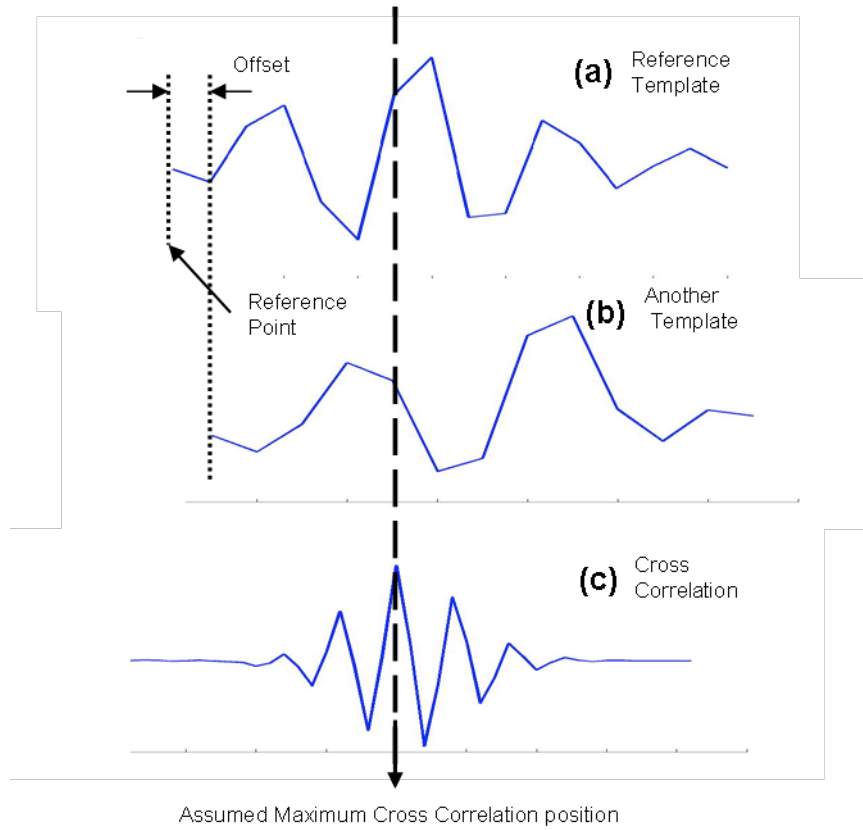 Offset
(a)
Reference
Template
Reference
Point
(b)
Another
Template
(c)
Cross
Correlation
Assumed Maximum Cross Correlation position